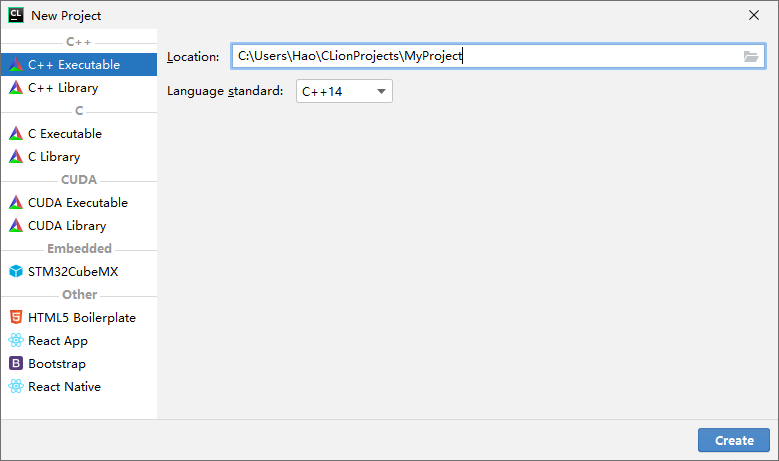 CL New Project
C++
C++ Executable
C++ Library
C
C Executable
C Library
CUDA
CUDA Executable
CUDA Library
Embedded
STM32CubeMX
Other
5 HTML5 Boilerplate
React App
B Bootstrap
React Native
Location: C:\Users\Hao\CLionProjects\MyProject
Language standard: C++14
Create